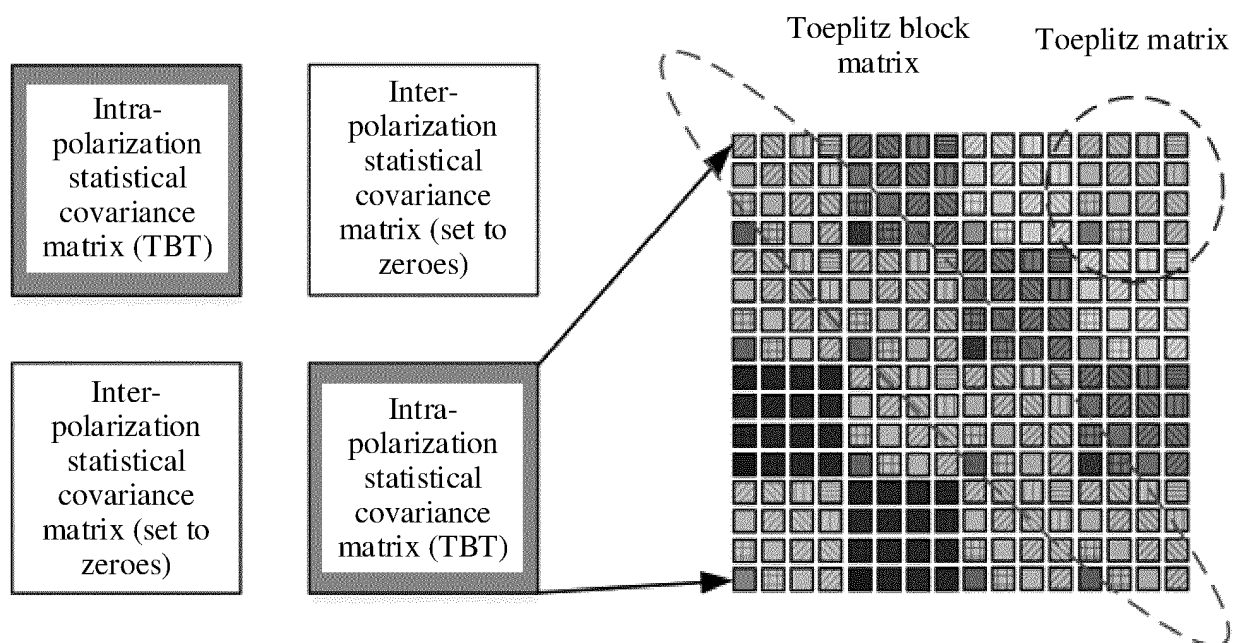 Toeplitz block
matrix
Toeplitz matrix
Intra-
polarization
statistical
covariance
matrix (TBT)
Inter-
polarization
statistical
covariance
matrix (set to
zeroes)
Inter-
polarization
statistical
covariance
matrix (set to
zeroes)
Intra-
polarization
statistical
covariance
matrix (TBT)